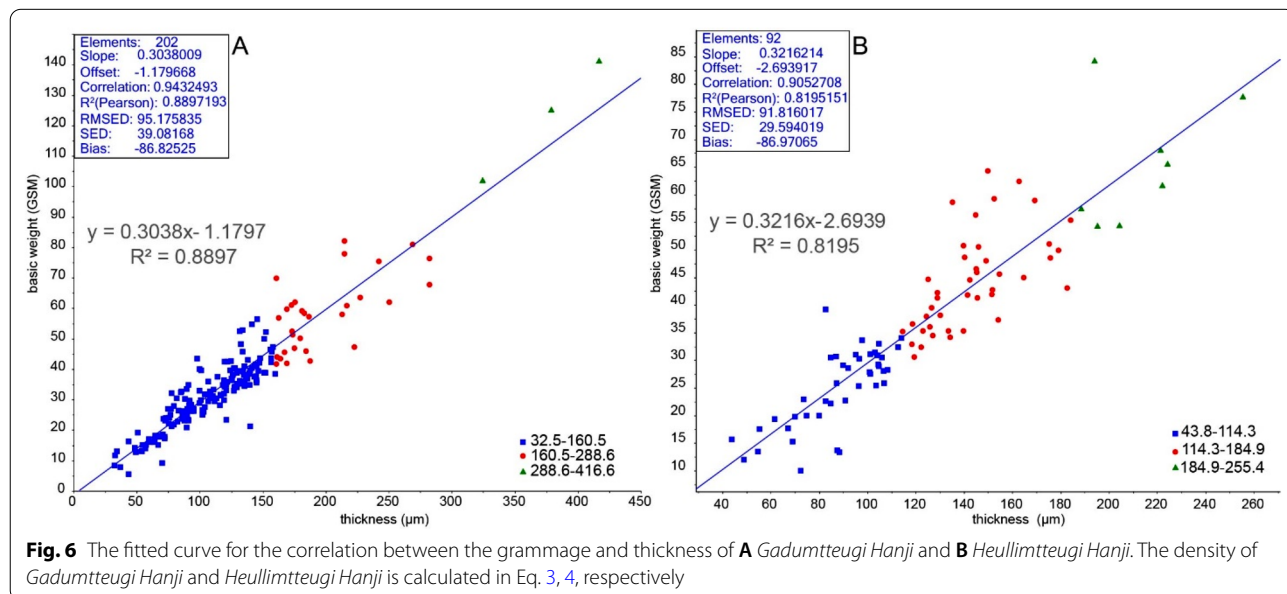 Elements: 202
Slope: 0.3038009
Offset: -1.179668
Correlation: 0.9432493
R²(Pearson): 0.8897193
RMSED: 95.175835
SED: 39.08168
Bias: -86.82525
A
y = 0.3038x- 1.1797
R² = 0.8897
basic weight (GSM)
140
130
120
110
100
90
80
70
60
50
40
30
20
10
0
32.5-160.5
160.5-288.6
288.6-416.6
0 50 100 150 200 250 300 350 400 450
thickness (µm)
Elements: 92
Slope: 0.3216214
Offset: -2.693917
Correlation: 0.9052708
R²(Pearson): 0.8195151
RMSED: 91.816017
SED: 29.594019
Bias: -86.97065
B
y = 0.3216x-2.6939
R² = 0.8195
basic weight (GSM)
85
80
75
70
65
60
55
50
45
40
35
30
25
20
15
10
43.8-114.3
114.3-184.9
184.9-255.4
40 60 80 100 120 140 160 180 200 220 240 260
thickness (µm)
Fig. 6 The fitted curve for the correlation between the grammage and thickness of A Gadumtteugi Hanji and B Heullimtteugi Hanji. The density of
Gadumtteugi Hanji and Heullimtteugi Hanji is calculated in Eq. 3, 4, respectively